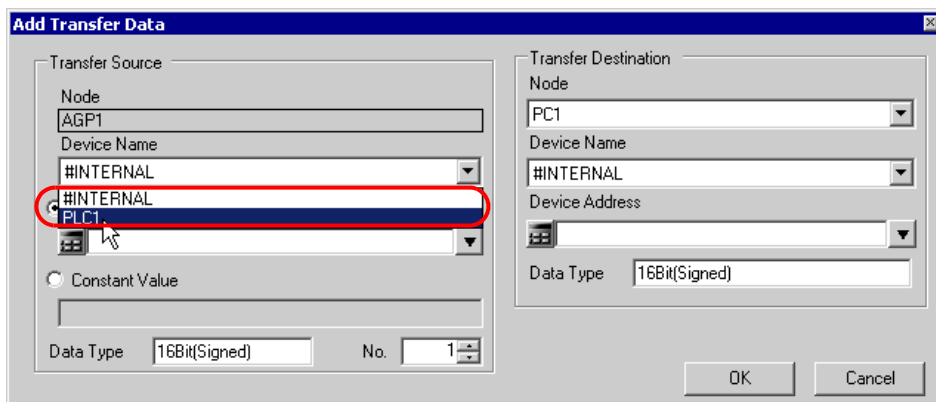 Add Transfer Data
Transfer Source
Node
AGP1
Device Name
#INTERNAL
#INTERNAL
PLC1
Constant Value
Data Type
16Bit(Signed)
No.
1
Transfer Destination
Node
PC1
Device Name
#INTERNAL
Device Address
Data Type
16Bit(Signed)
OK
Cancel